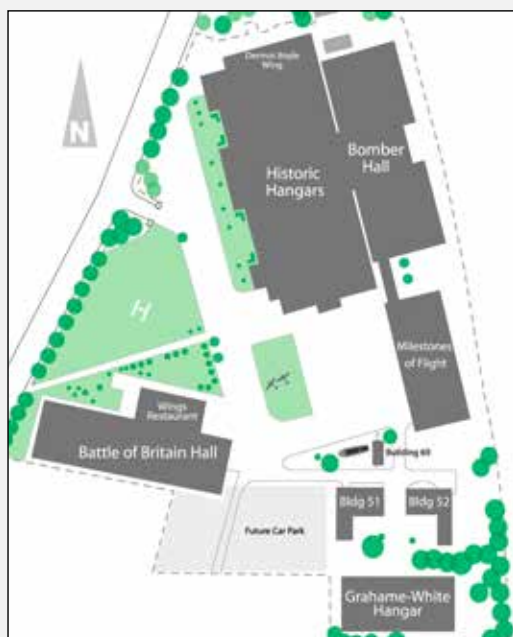 Dermot Boyle
Wing
N
Historic
Hangars
Bomber
Hall
H
Milestones
of Flight
Wings
Restaurant
Battle of Britain Hall
Building 69
Bldg 51
Bldg 52
Future Car Park
Grahame-White
Hangar